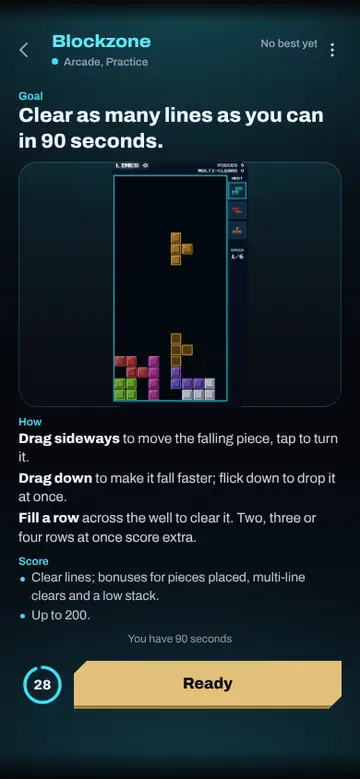 Blockzone
No best yet
Arcade, Practice
Goal
Clear as many lines as you can
in 90 seconds.
LINES 0
PIECES 5
MULTI-CLEARS 0
NEXT
SPEED
1/6
How
Drag sideways to move the falling piece, tap to turn
it.
Drag down to make it fall faster; flick down to drop it
at once.
Fill a row across the well to clear it. Two, three or
four rows at once score extra.
Score
Clear lines; bonuses for pieces placed, multi-line
clears and a low stack.
Up to 200.
You have 90 seconds
28
Ready